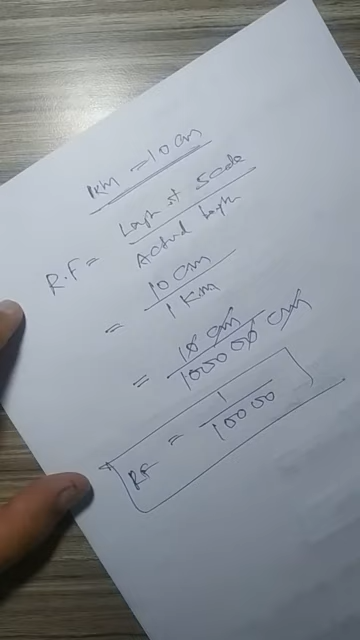 1km = 10 cm
R.F = Length of Scale / Actual length
= 10 cm / 1 Km
= 10 cm / 100000 cm
RF = 1 / 10000